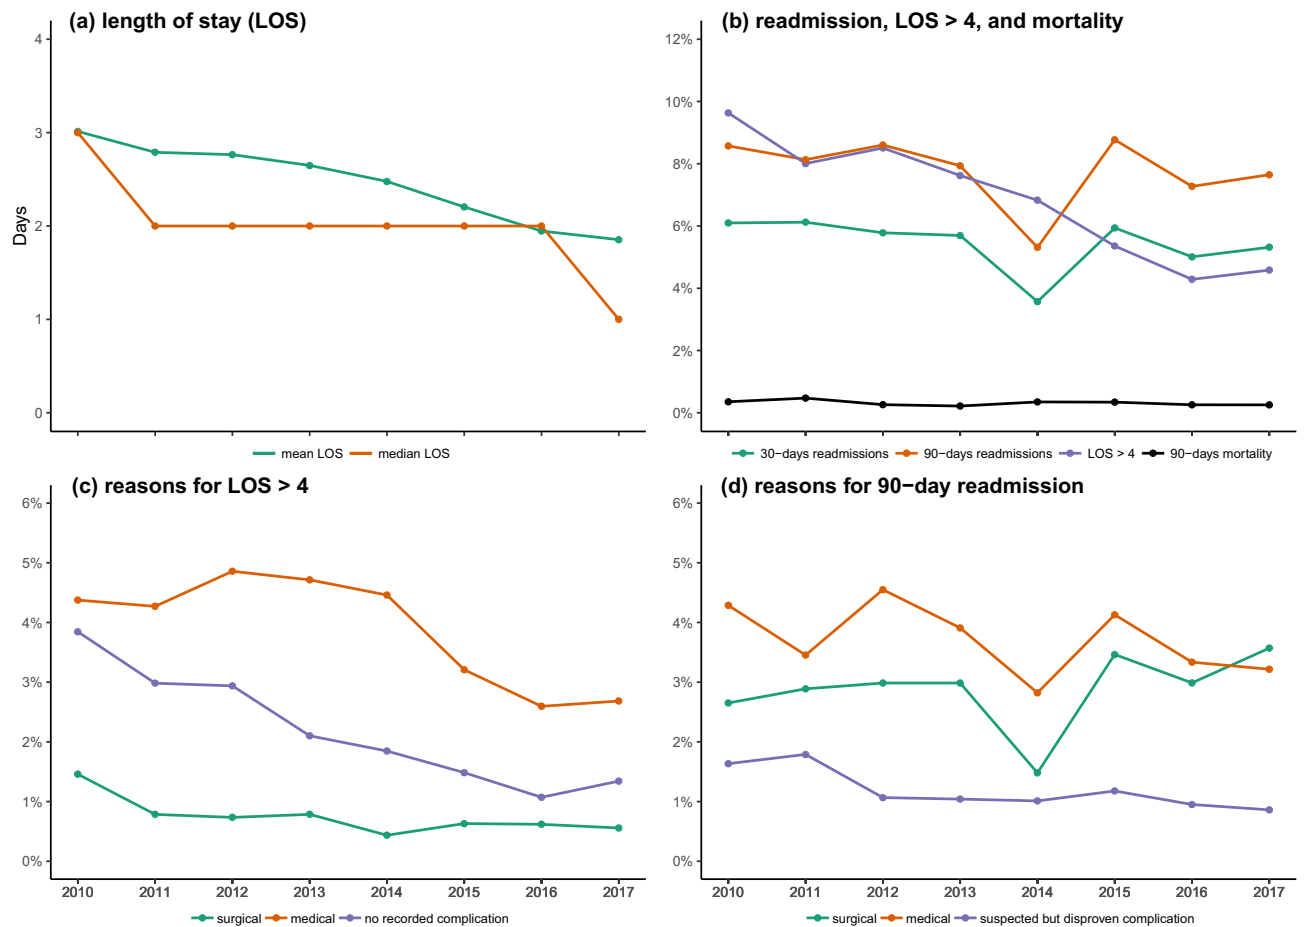 (a) length of stay (LOS)
4
3
2
1
0
Days
mean LOS median LOS
(b) readmission, LOS > 4, and mortality
12%
10%
8%
6%
4%
2%
0%
30−days readmissions 90−days readmissions LOS > 4 90−days mortality
(c) reasons for LOS > 4
6%
5%
4%
3%
2%
1%
0%
2010 2011 2012 2013 2014 2015 2016 2017
surgical medical no recorded complication
(d) reasons for 90−day readmission
6%
5%
4%
3%
2%
1%
0%
2010 2011 2012 2013 2014 2015 2016 2017
surgical medical suspected but disproven complication